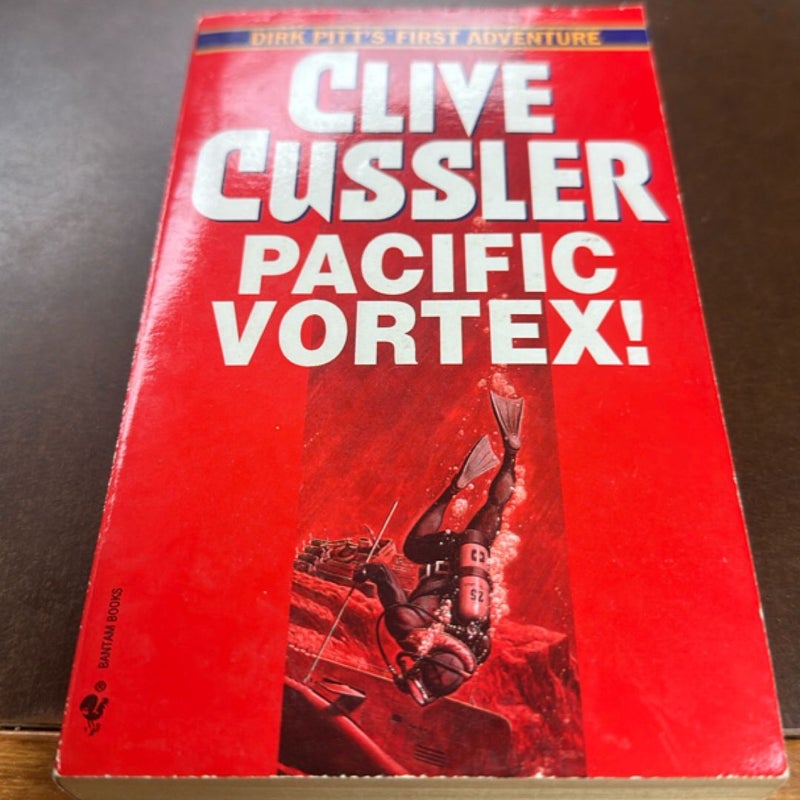 DIRK PITT'S FIRST ADVENTURE
CLIVE
CUSSLER
PACIFIC
VORTEX!
BANTAM BOOKS
®